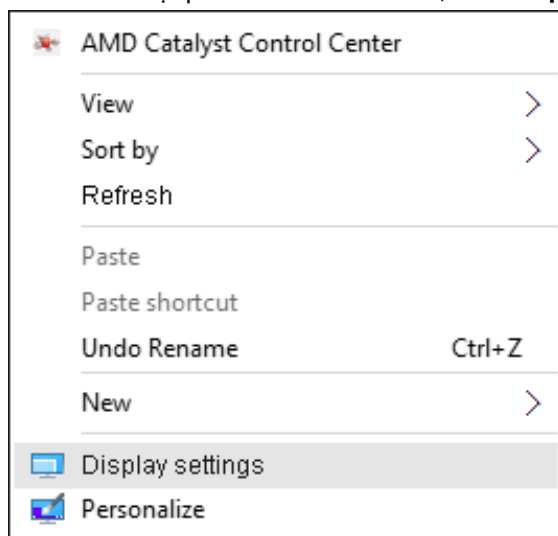 AMD Catalyst Control Center
View
Sort by
Refresh
Paste
Paste shortcut
Undo Rename Ctrl+Z
New
Display settings
Personalize